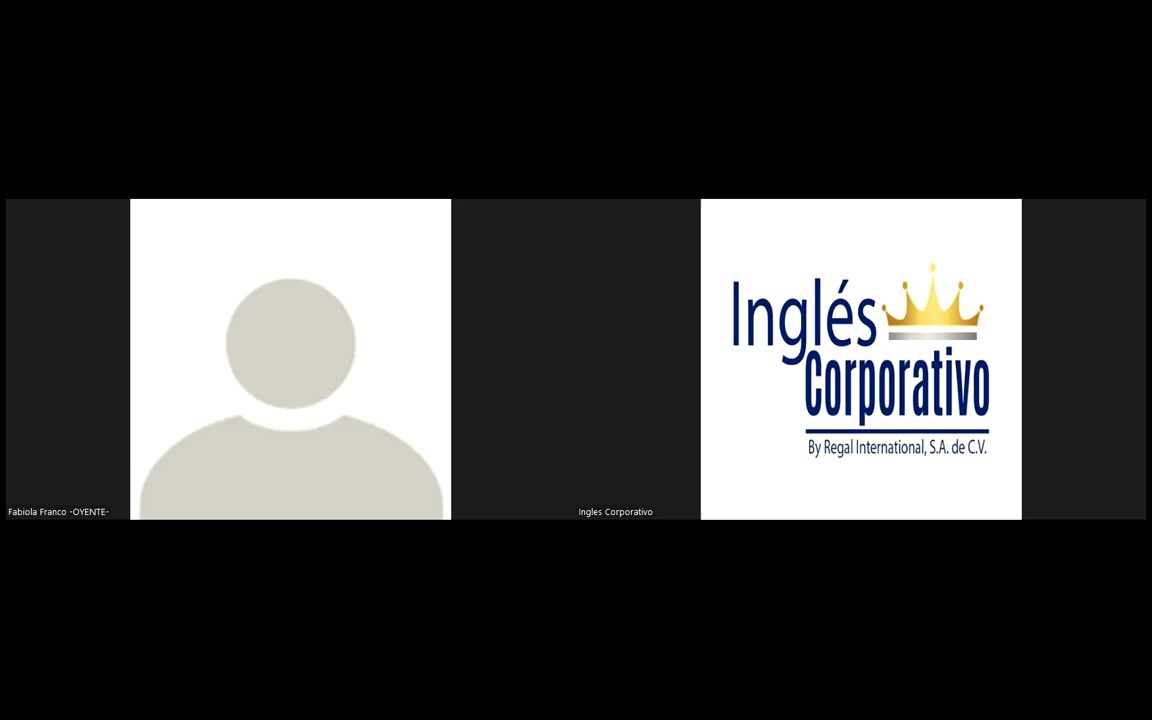 Inglés
Corporativo
By Regal International, S.A. de C.V.
Fabiola Franco -OYENTE-
Ingles Corporativo